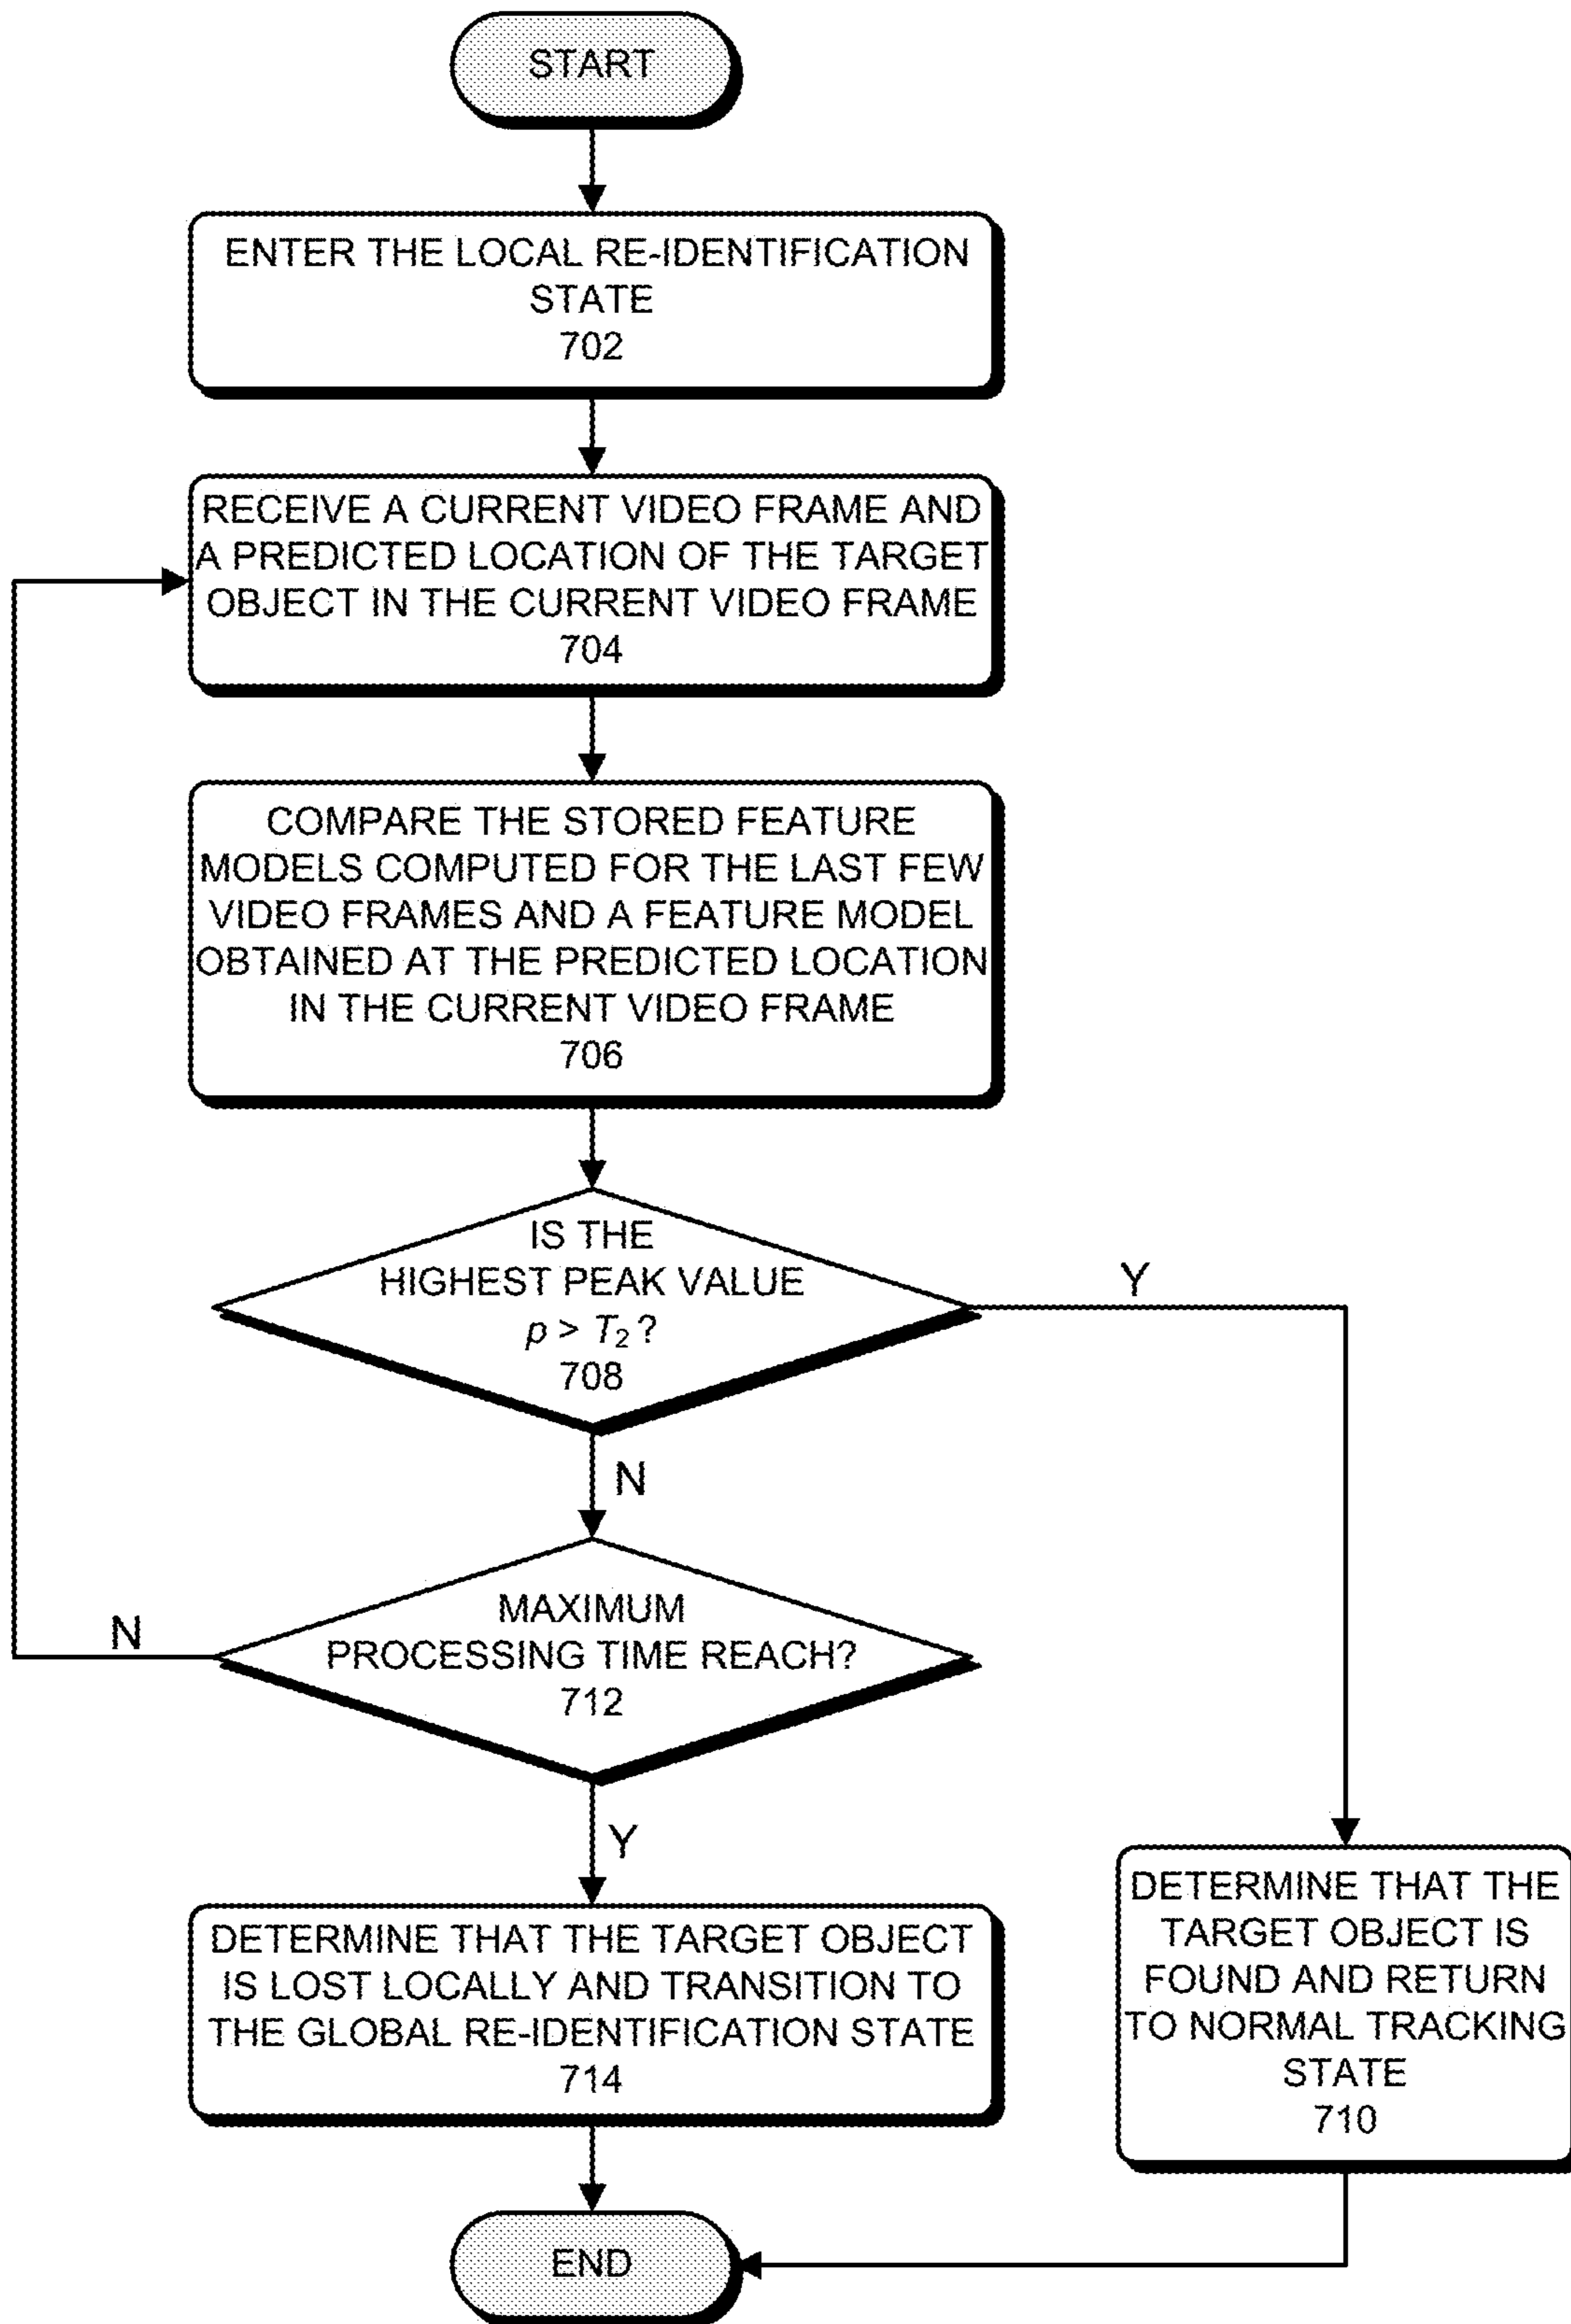 START
ENTER THE LOCAL RE-IDENTIFICATION
STATE
702
RECEIVE A CURRENT VIDEO FRAME AND
A PREDICTED LOCATION OF THE TARGET
OBJECT IN THE CURRENT VIDEO FRAME
704
COMPARE THE STORED FEATURE
MODELS COMPUTED FOR THE LAST FEW
VIDEO FRAMES AND A FEATURE MODEL
OBTAINED AT THE PREDICTED LOCATION
IN THE CURRENT VIDEO FRAME
706
IS THE
HIGHEST PEAK VALUE
p > T₂ ?
708
Y
N
MAXIMUM
PROCESSING TIME REACH?
712
N
Y
DETERMINE THAT THE TARGET OBJECT
IS LOST LOCALLY AND TRANSITION TO
THE GLOBAL RE-IDENTIFICATION STATE
714
DETERMINE THAT THE
TARGET OBJECT IS
FOUND AND RETURN
TO NORMAL TRACKING
STATE
710
END